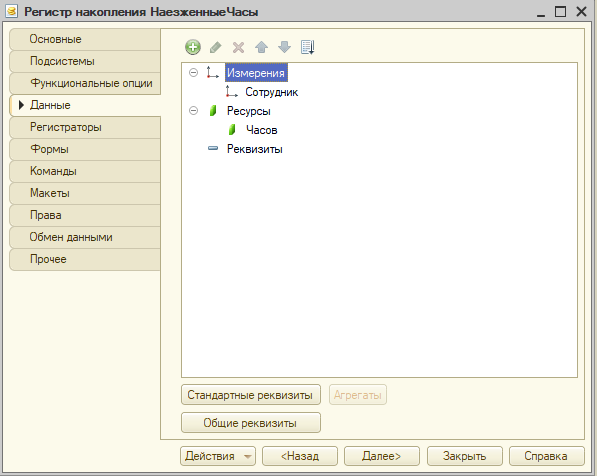 Регистр накопления НаезженныеЧасы
Основные
Подсистемы
Функциональные опции
Данные
Регистраторы
Формы
Команды
Макеты
Права
Обмен данными
Прочее
Измерения
Сотрудник
Ресурсы
Часов
Реквизиты
Стандартные реквизиты
Агрегаты
Общие реквизиты
Действия
<Назад
Далее>
Закрыть
Справка